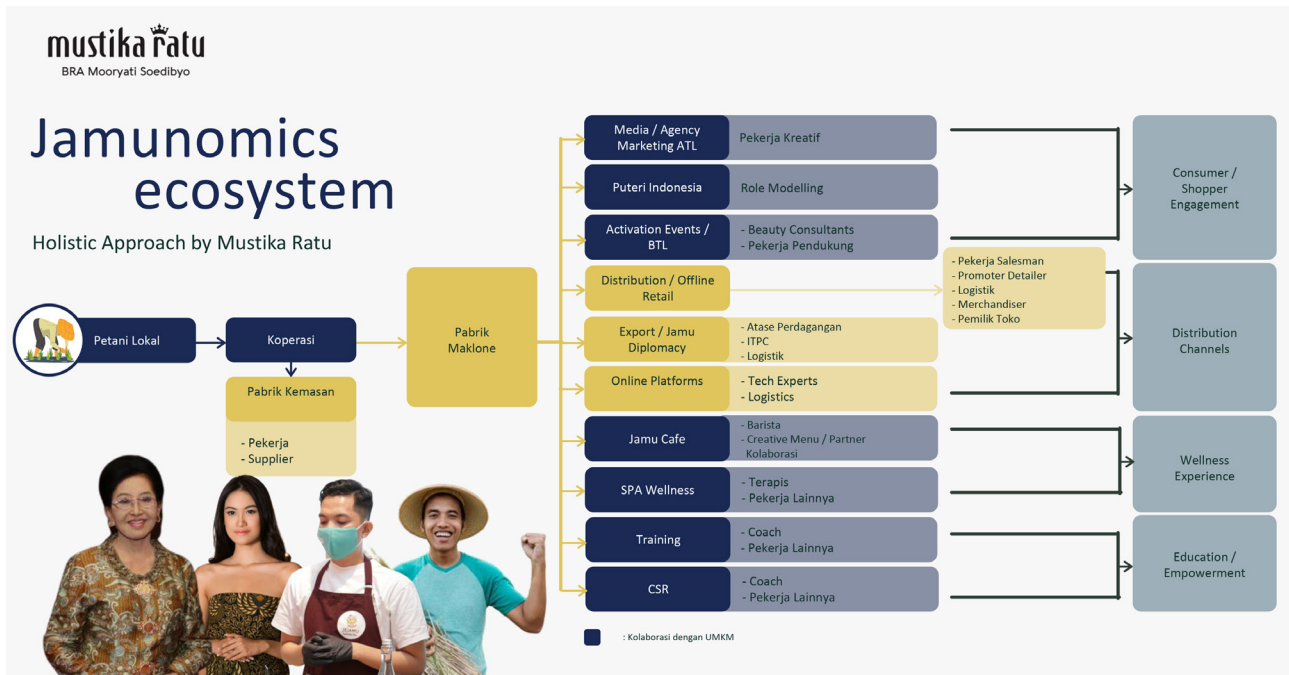 mustika ratu
BRA Mooryati Soedibyo
Jamunomics
ecosystem
Holistic Approach by Mustika Ratu
Petani Lokal
Koperasi
Pabrik Kemasan
- Pekerja
- Supplier
Pabrik
Maklone
Media / Agency
Marketing ATL
Pekerja Kreatif
Puteri Indonesia
Role Modelling
Activation Events /
BTL
- Beauty Consultants
- Pekerja Pendukung
Distribution / Offline
Retail
- Pekerja Salesman
- Promoter Detailer
- Logistik
- Merchandiser
- Pemilik Toko
Export / Jamu
Diplomacy
- Atase Perdagangan
- ITPC
- Logistik
Online Platforms
- Tech Experts
- Logistics
Jamu Cafe
- Barista
- Creative Menu / Partner
Kolaborasi
SPA Wellness
- Terapis
- Pekerja Lainnya
Training
- Coach
- Pekerja Lainnya
CSR
- Coach
- Pekerja Lainnya
Consumer /
Shopper
Engagement
Distribution
Channels
Wellness
Experience
Education /
Empowerment
: Kolaborasi dengan UMKM